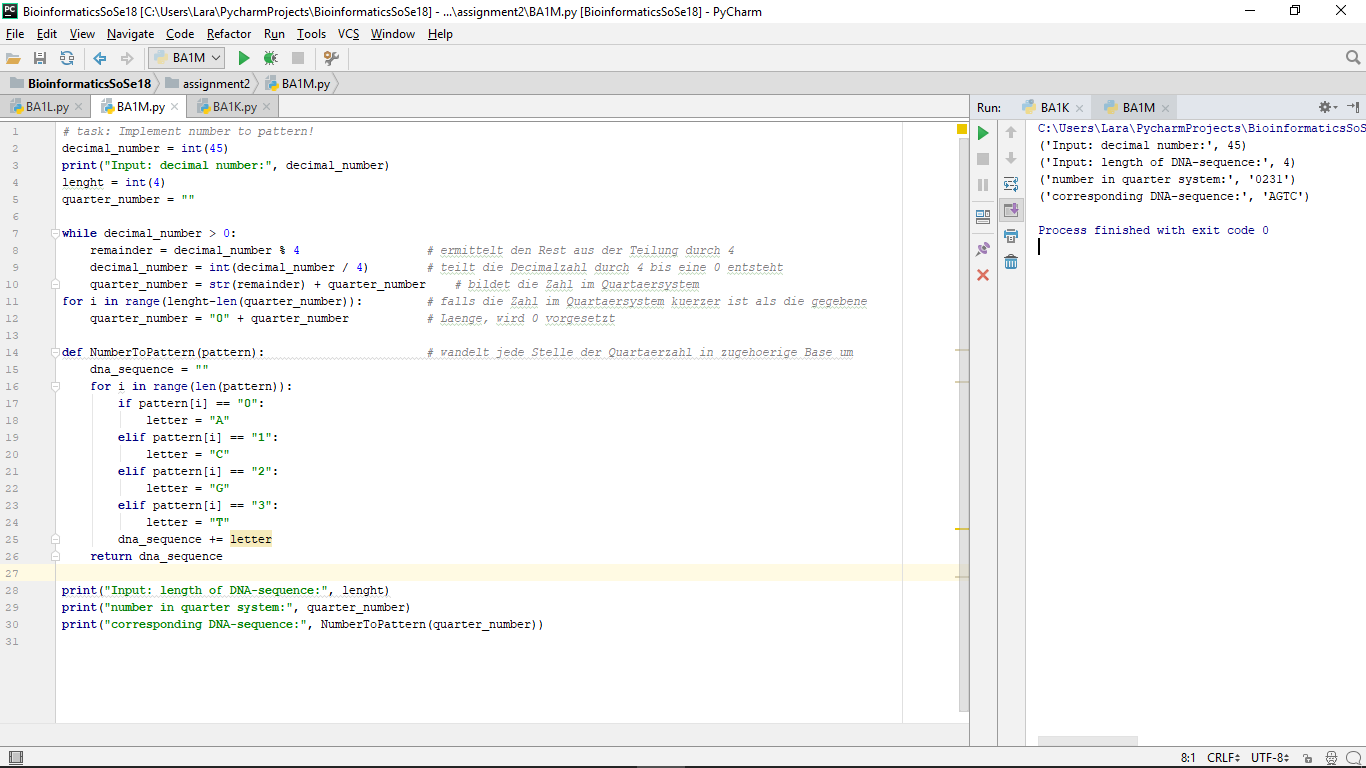 BioinformaticsSoSe18 [C:\Users\Lara\PycharmProjects\BioinformaticsSoSe18] - ...\assignment2\BA1M.py [BioinformaticsSoSe18] - PyCharm
File Edit View Navigate Code Refactor Run Tools VCS Window Help
BA1M
BioinformaticsSoSe18 assignment2 BA1M.py
BA1L.py BA1M.py BA1K.py
1 # task: Implement number to pattern!
2 decimal_number = int(45)
3 print("Input: decimal number:", decimal_number)
4 lenght = int(4)
5 quarter_number = ""
6
7 while decimal_number > 0:
8 remainder = decimal_number % 4 # ermittelt den Rest aus der Teilung durch 4
9 decimal_number = int(decimal_number / 4) # teilt die Decimalzahl durch 4 bis eine 0 entsteht
10 quarter_number = str(remainder) + quarter_number # bildet die Zahl im Quartaersystem
11 for i in range(lenght-len(quarter_number)): # falls die Zahl im Quartaersystem kuerzer ist als die gegebene
12 quarter_number = "0" + quarter_number # Laenge, wird 0 vorgesetzt
13
14 def NumberToPattern(pattern): # wandelt jede Stelle der Quartaerzahl in zugehoerige Base um
15 dna_sequence = ""
16 for i in range(len(pattern)):
17 if pattern[i] == "0":
18 letter = "A"
19 elif pattern[i] == "1":
20 letter = "C"
21 elif pattern[i] == "2":
22 letter = "G"
23 elif pattern[i] == "3":
24 letter = "T"
25 dna_sequence += letter
26 return dna_sequence
27
28 print("Input: length of DNA-sequence:", lenght)
29 print("number in quarter system:", quarter_number)
30 print("corresponding DNA-sequence:", NumberToPattern(quarter_number))
31
Run: BA1K BA1M
C:\Users\Lara\PycharmProjects\BioinformaticsSoS
('Input: decimal number:', 45)
('Input: length of DNA-sequence:', 4)
('number in quarter system:', '0231')
('corresponding DNA-sequence:', 'AGTC')
Process finished with exit code 0
8:1 CRLF UTF-8